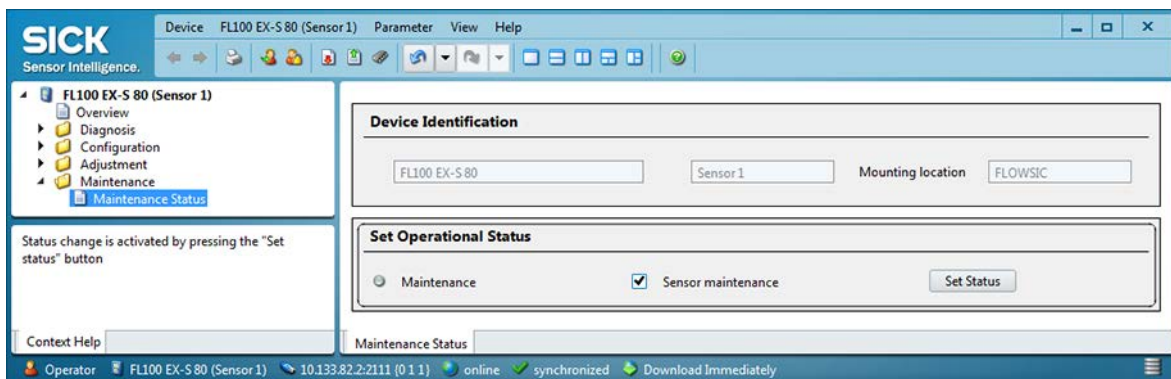 SICK
Sensor Intelligence.
Device FL100 EX-S 80 (Sensor 1) Parameter View Help
FL100 EX-S 80 (Sensor 1)
Overview
Diagnosis
Configuration
Adjustment
Maintenance
Maintenance Status
Status change is activated by pressing the "Set
status" button
Context Help
Device Identification
FL100 EX-S 80 Sensor 1 Mounting location FLOWSIC
Set Operational Status
Maintenance Sensor maintenance Set Status
Maintenance Status
Operator FL100 EX-S 80 (Sensor 1) 10.133.82.2:2111 (0 1 1) online synchronized Download Immediately